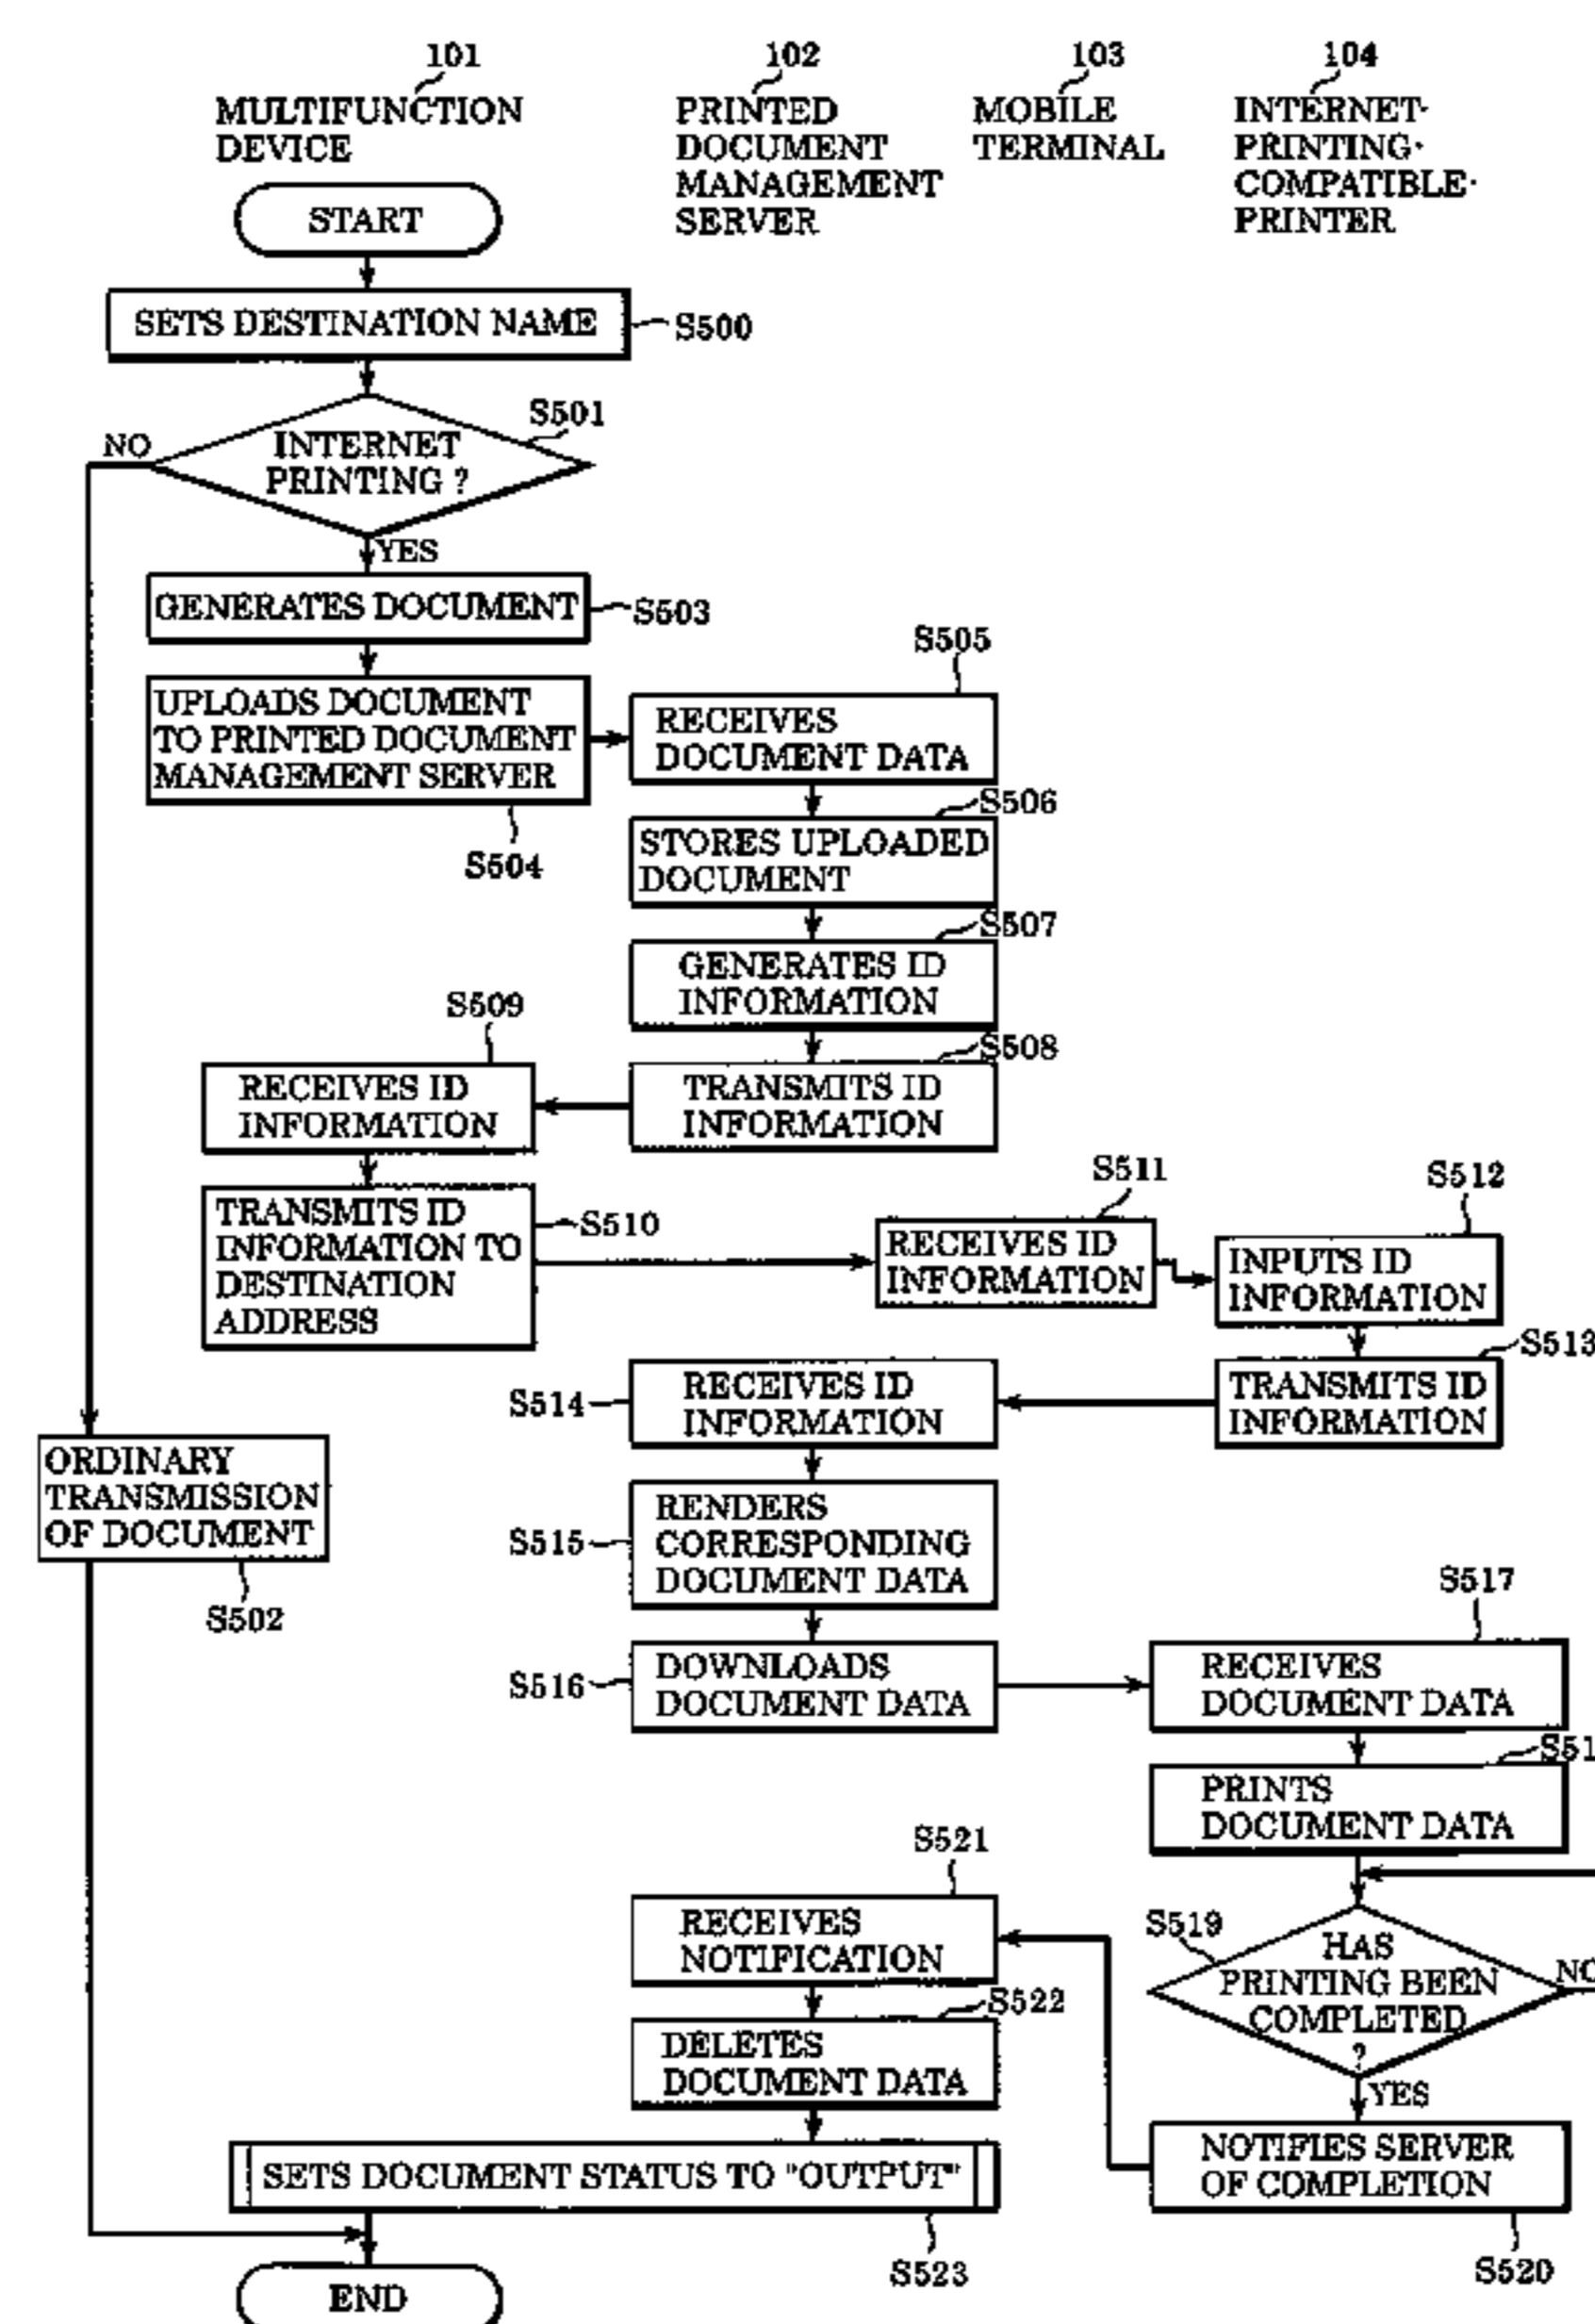 101
MULTIFUNCTION
DEVICE
102
PRINTED
DOCUMENT
MANAGEMENT
SERVER
103
MOBILE
TERMINAL
104
INTERNET-
PRINTING-
COMPATIBLE-
PRINTER
START
SETS DESTINATION NAME
S500
S501
NO
INTERNET
PRINTING ?
YES
GENERATES DOCUMENT
S503
UPLOADS DOCUMENT
TO PRINTED DOCUMENT
MANAGEMENT SERVER
S504
S505
RECEIVES
DOCUMENT DATA
S506
STORES UPLOADED
DOCUMENT
S507
GENERATES ID
INFORMATION
S508
TRANSMITS ID
INFORMATION
S509
RECEIVES ID
INFORMATION
TRANSMITS ID
INFORMATION TO
DESTINATION
ADDRESS
S510
S511
RECEIVES ID
INFORMATION
S512
INPUTS ID
INFORMATION
S513
TRANSMITS ID
INFORMATION
S514
RECEIVES ID
INFORMATION
ORDINARY
TRANSMISSION
OF DOCUMENT
S502
S515
RENDERS
CORRESPONDING
DOCUMENT DATA
S516
DOWNLOADS
DOCUMENT DATA
S517
RECEIVES
DOCUMENT DATA
S51
PRINTS
DOCUMENT DATA
S519
HAS
PRINTING BEEN
COMPLETED
?
NO
YES
NOTIFIES SERVER
OF COMPLETION
S520
S521
RECEIVES
NOTIFICATION
S522
DELETES
DOCUMENT DATA
SETS DOCUMENT STATUS TO "OUTPUT"
S523
END